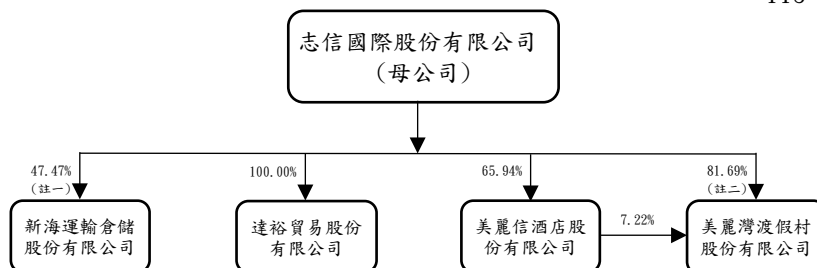 志信國際股份有限公司
(母公司)
47.47%
(註一)
100.00%
65.94%
81.69%
(註二)
新海運輸倉儲
股份有限公司
達裕貿易股份
有限公司
美麗信酒店股
份有限公司
7.22%
美麗灣渡假村
股份有限公司